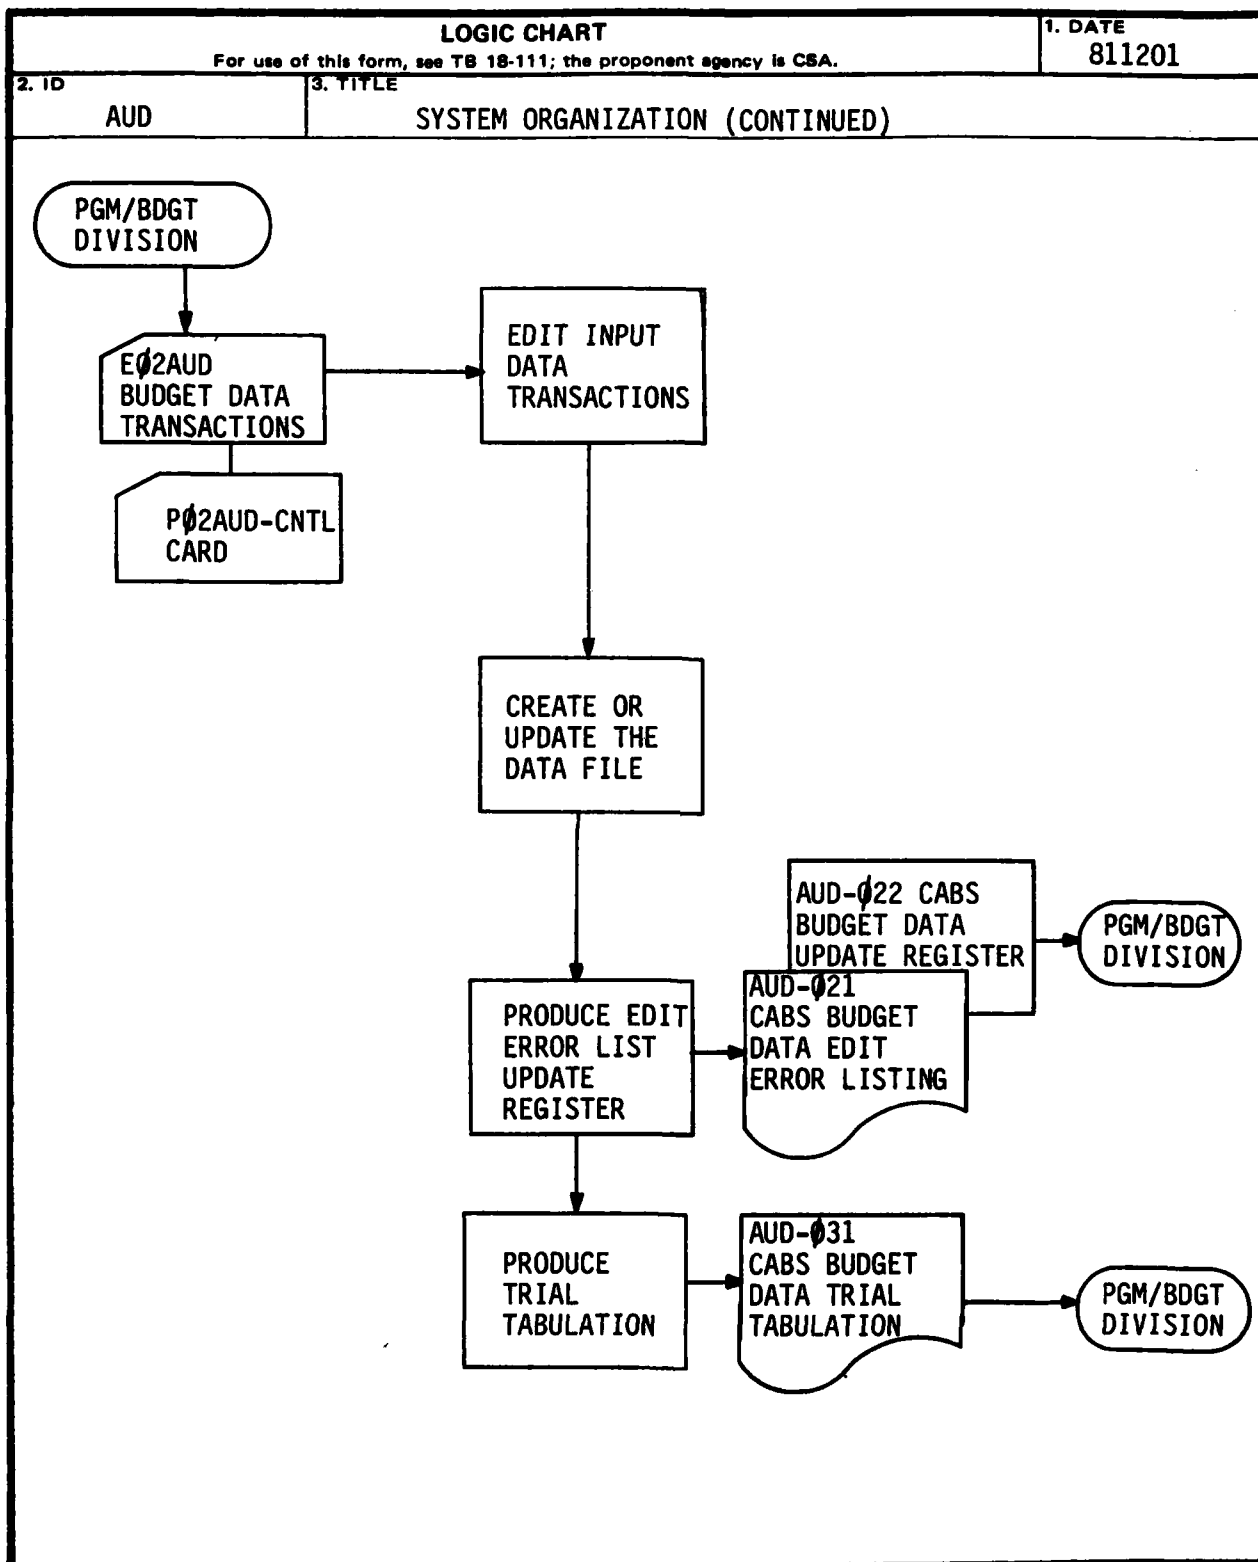 LOGIC CHART
For use of this form, see TB 18-111; the proponent agency is CSA.
1. DATE
811201
2. ID
AUD
3. TITLE
SYSTEM ORGANIZATION (CONTINUED)
PGM/BDGT
DIVISION
EØ2AUD
BUDGET DATA
TRANSACTIONS
PØ2AUD-CNTL
CARD
EDIT INPUT
DATA
TRANSACTIONS
CREATE OR
UPDATE THE
DATA FILE
PRODUCE EDIT
ERROR LIST
UPDATE
REGISTER
AUD-Ø22 CABS
BUDGET DATA
UPDATE REGISTER
PGM/BDGT
DIVISION
AUD-Ø21
CABS BUDGET
DATA EDIT
ERROR LISTING
PRODUCE
TRIAL
TABULATION
AUD-Ø31
CABS BUDGET
DATA TRIAL
TABULATION
PGM/BDGT
DIVISION